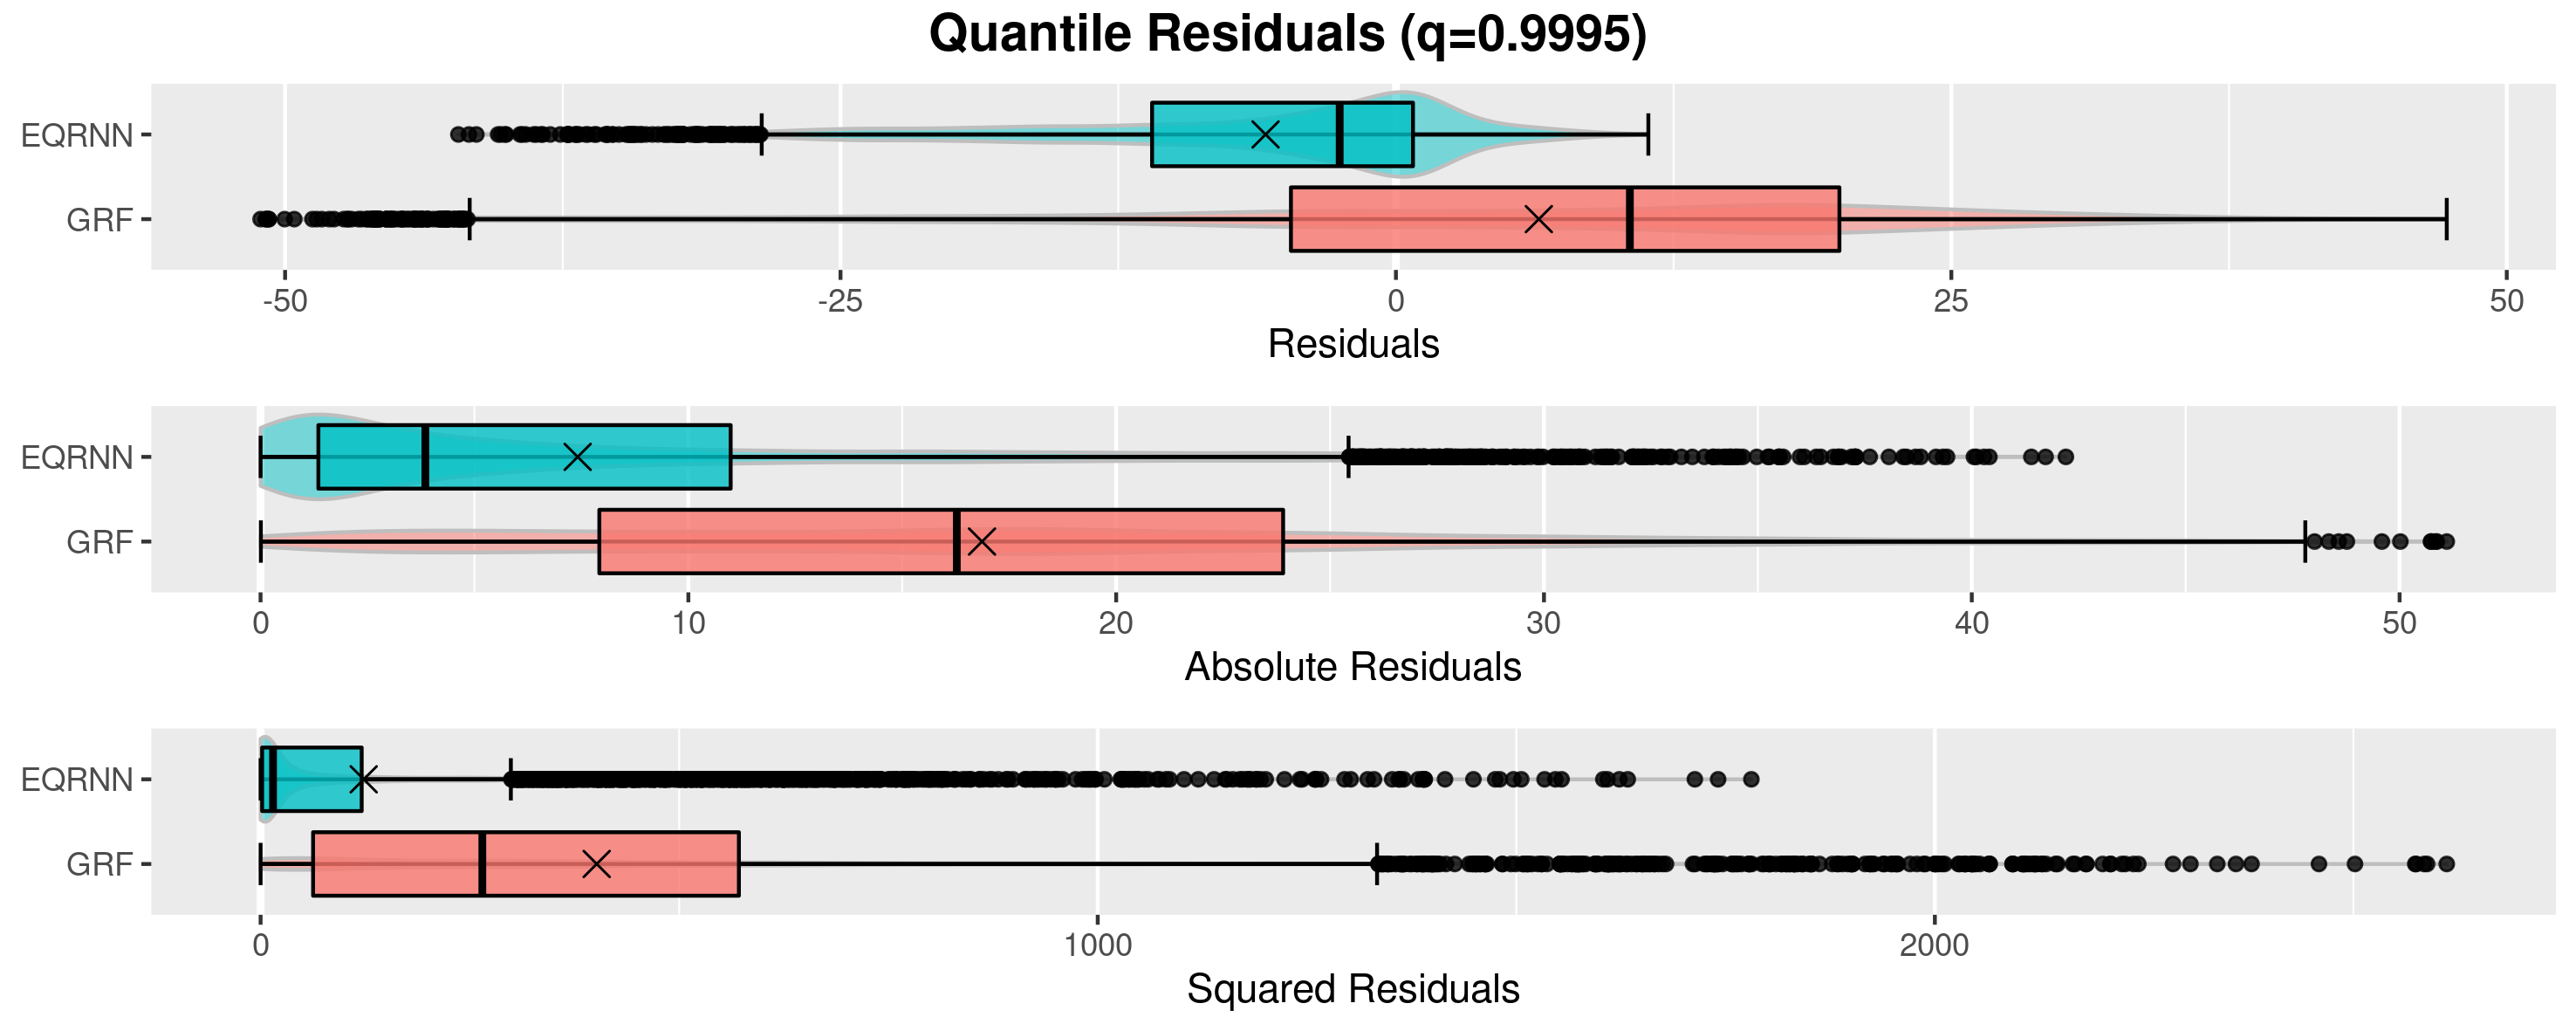 Quantile Residuals (q=0.9995)
EQRNN
GRF
-50 -25 0 25 50
Residuals
EQRNN
GRF
0 10 20 30 40 50
Absolute Residuals
EQRNN
GRF
0 1000 2000
Squared Residuals